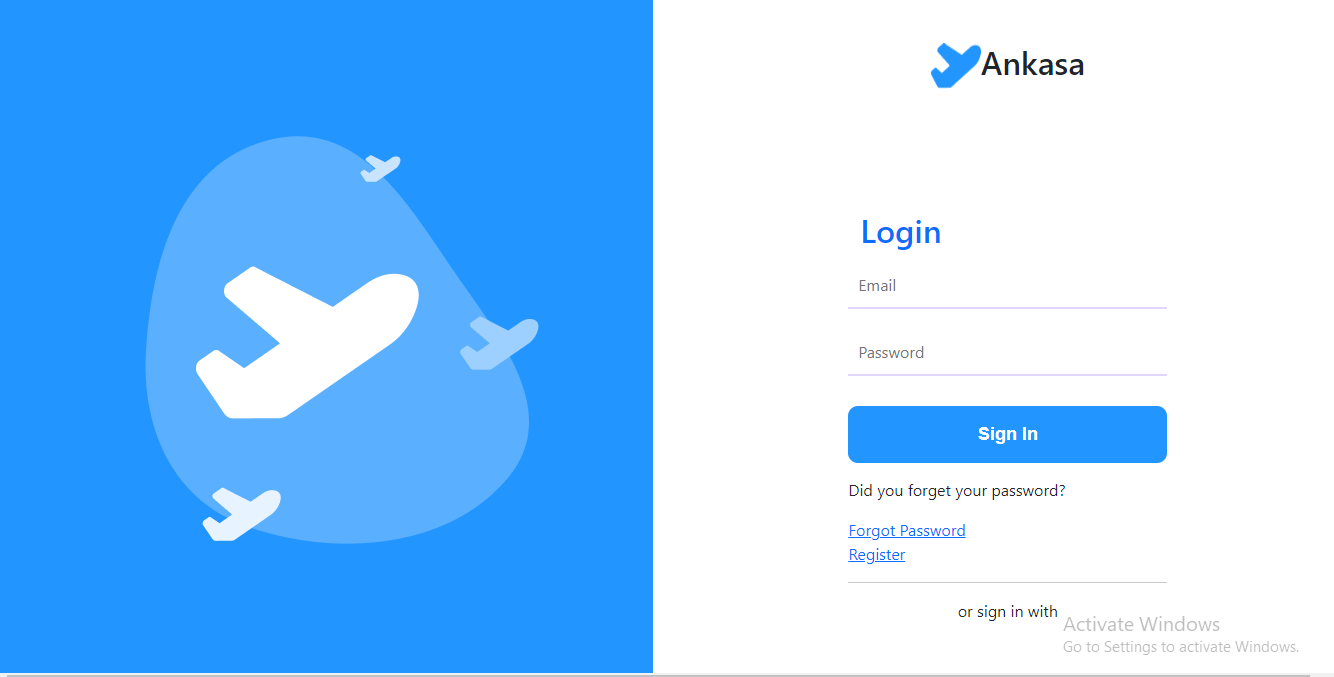 Ankasa
Login
Email
Password
Sign In
Did you forget your password?
Forgot Password
Register
or sign in with
Activate Windows
Go to Settings to activate Windows.